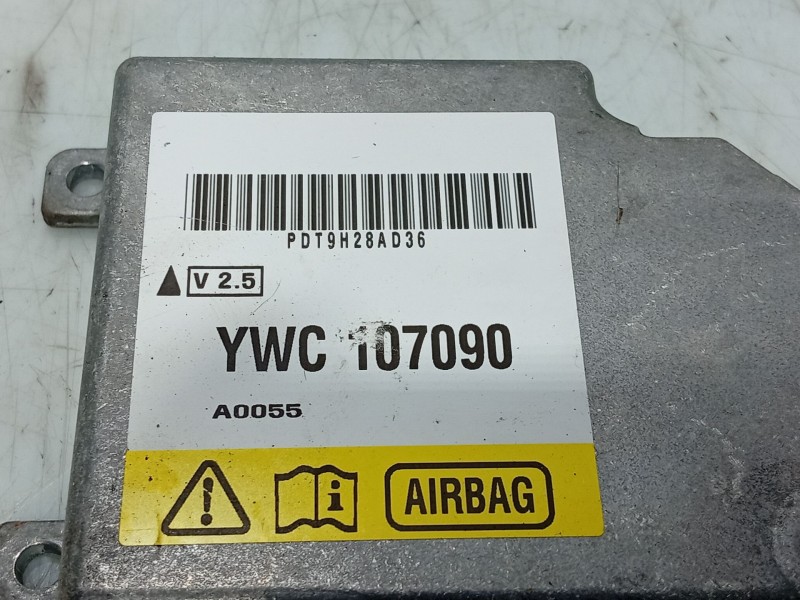 PDT9H28AD36
V 2.5
YWC 107090
A0055
AIRBAG